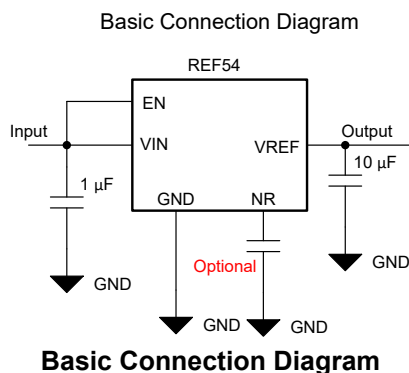 Basic Connection Diagram
REF54
EN
Input
VIN
VREF
Output
1 µF
10 µF
GND
NR
Optional
GND
GND
GND
GND
Basic Connection Diagram